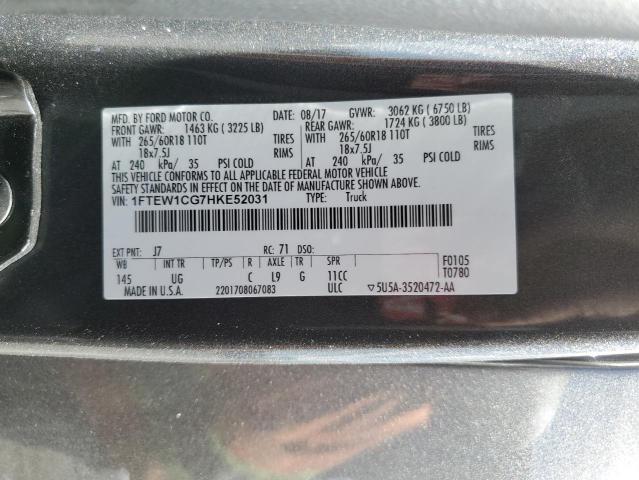 MFD. BY FORD MOTOR CO. DATE: 08/17 GVWR: 3062 KG ( 6750 LB)
FRONT GAWR: 1463 KG ( 3225 LB) REAR GAWR: 1724 KG ( 3800 LB)
WITH 265/60R18 110T TIRES WITH 265/60R18 110T TIRES
18x7.5J RIMS 18x7.5J RIMS
AT 240 kPa/ 35 PSI COLD AT 240 kPa/ 35 PSI COLD
THIS VEHICLE CONFORMS TO ALL APPLICABLE FEDERAL MOTOR VEHICLE
SAFETY STANDARDS IN EFFECT ON THE DATE OF MANUFACTURE SHOWN ABOVE.
VIN: 1FTEW1CG7HKE52031 TYPE: Truck
EXT PNT: J7 RC: 71 DSO: F0105
WB INT TR TP/PS R AXLE TR SPR T0780
145 UG C L9 G 11CC
MADE IN U.S.A. 2201708067083 ULC ▽5U5A-3520472-AA